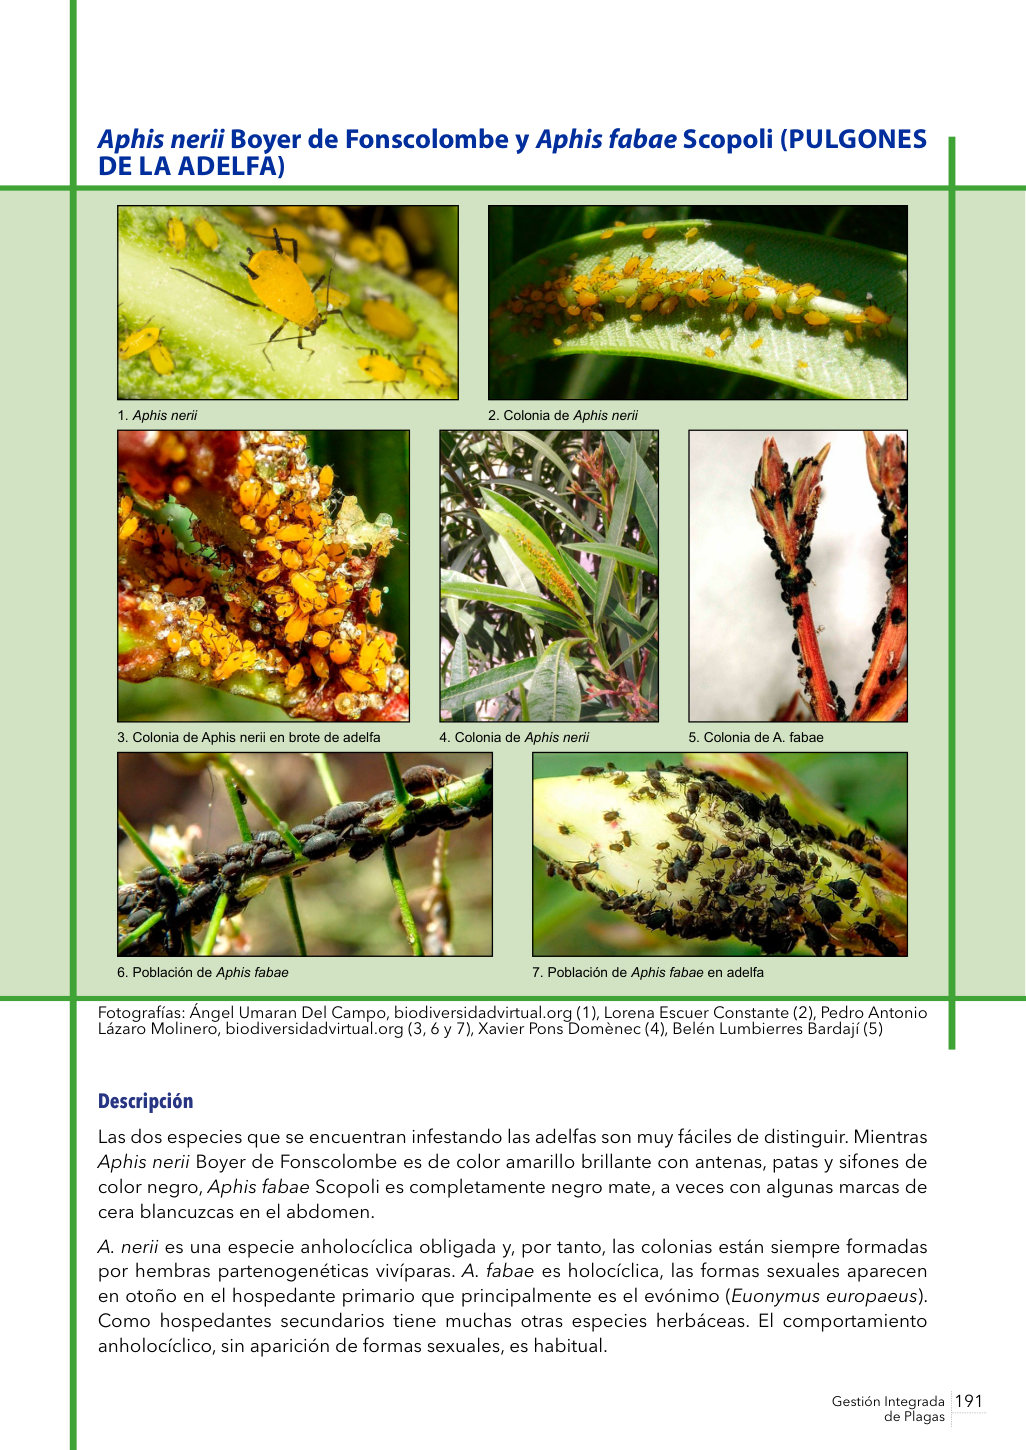 Aphis nerii Boyer de Fonscolombe y Aphis fabae Scopoli (PULGONES
DE LA ADELFA)
1. Aphis nerii
2. Colonia de Aphis nerii
3. Colonia de Aphis nerii en brote de adelfa
4. Colonia de Aphis nerii
5. Colonia de A. fabae
6. Población de Aphis fabae
7. Población de Aphis fabae en adelfa
Fotografías: Ángel Umaran Del Campo, biodiversidadvirtual.org (1), Lorena Escuer Constante (2), Pedro Antonio
Lázaro Molinero, biodiversidadvirtual.org (3, 6 y 7), Xavier Pons Domènec (4), Belén Lumbierres Bardají (5)
Descripción
Las dos especies que se encuentran infestando las adelfas son muy fáciles de distinguir. Mientras
Aphis nerii Boyer de Fonscolombe es de color amarillo brillante con antenas, patas y sifones de
color negro, Aphis fabae Scopoli es completamente negro mate, a veces con algunas marcas de
cera blancuzcas en el abdomen.
A. nerii es una especie anholocíclica obligada y, por tanto, las colonias están siempre formadas
por hembras partenogenéticas vivíparas. A. fabae es holocíclica, las formas sexuales aparecen
en otoño en el hospedante primario que principalmente es el evónimo (Euonymus europaeus).
Como hospedantes secundarios tiene muchas otras especies herbáceas. El comportamiento
anholocíclico, sin aparición de formas sexuales, es habitual.
Gestión Integrada
de Plagas
191